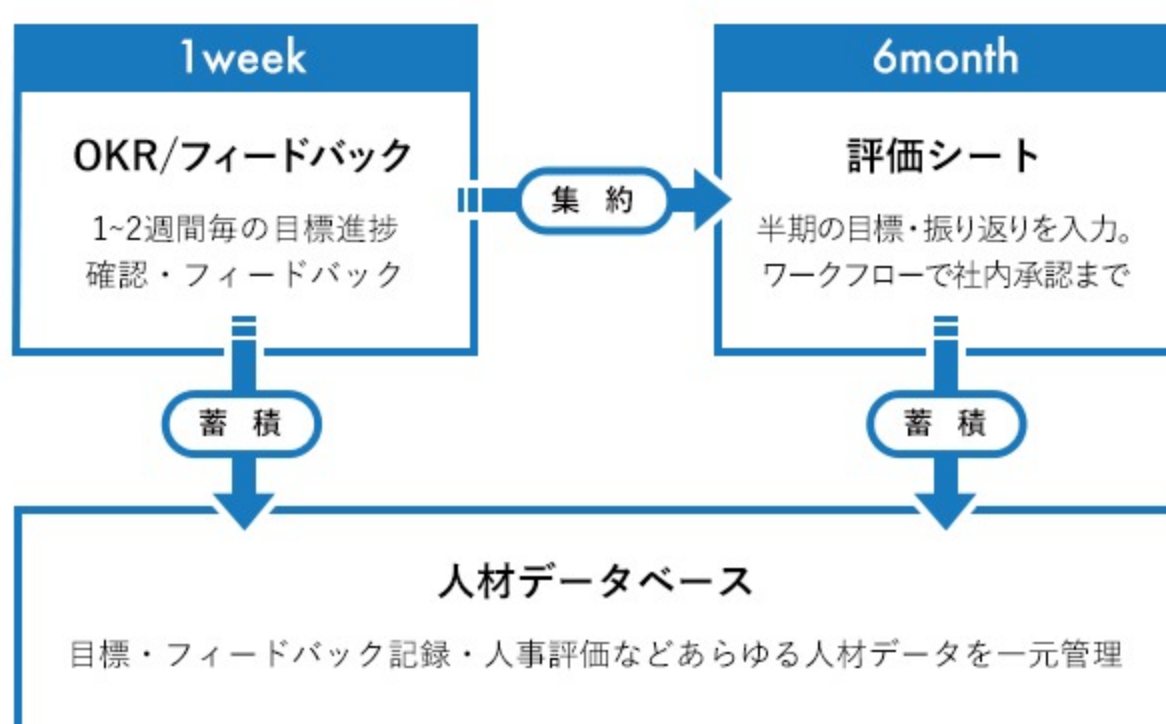 1week
OKR/フィードバック
1~2週間毎の目標進捗
確認・フィードバック
集 約
6month
評価シート
半期の目標・振り返りを入力。
ワークフローで社内承認まで
蓄 積
蓄 積
人材データベース
目標・フィードバック記録・人事評価などあらゆる人材データを一元管理